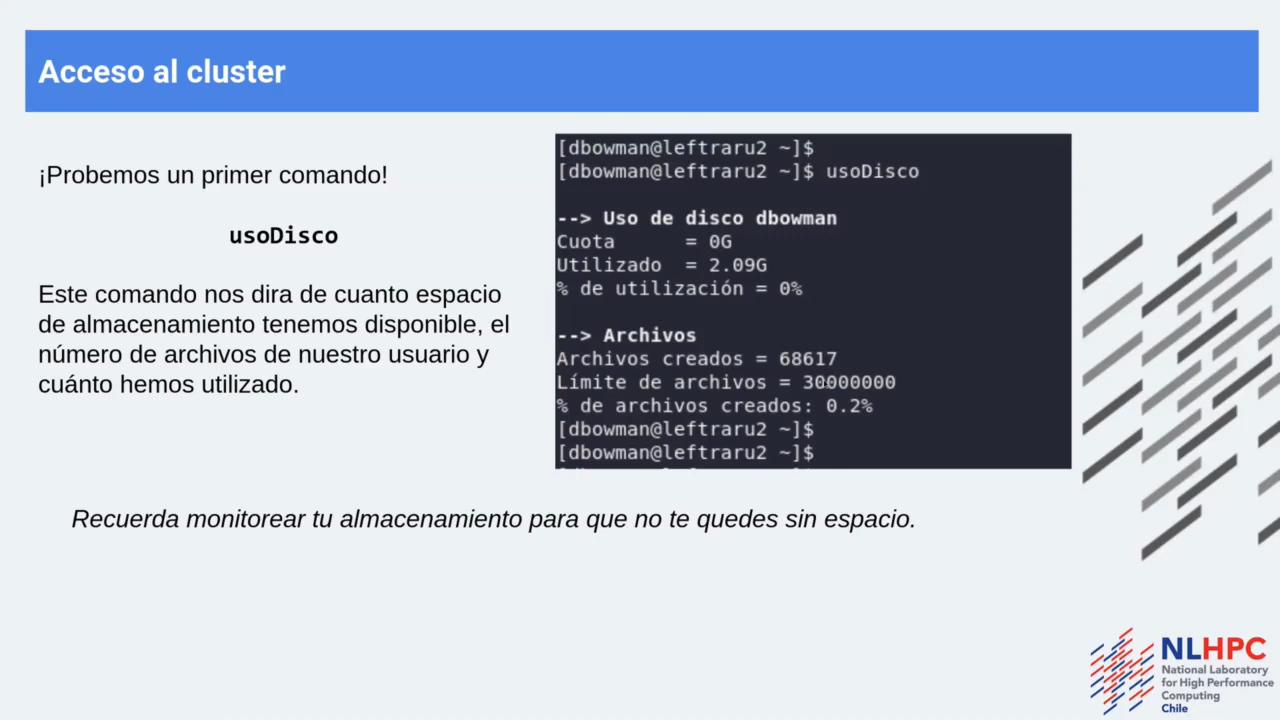 Acceso al cluster
¡Probemos un primer comando!
usoDisco
Este comando nos dira de cuanto espacio
de almacenamiento tenemos disponible, el
número de archivos de nuestro usuario y
cuánto hemos utilizado.
[dbowman@leftraru2 ~]$
[dbowman@leftraru2 ~]$ usoDisco
--> Uso de disco dbowman
Cuota      = 0G
Utilizado  = 2.09G
% de utilización = 0%
--> Archivos
Archivos creados = 68617
Límite de archivos = 30000000
% de archivos creados: 0.2%
[dbowman@leftraru2 ~]$
[dbowman@leftraru2 ~]$
Recuerda monitorear tu almacenamiento para que no te quedes sin espacio.
NLHPC
National Laboratory
for High Performance
Computing
Chile